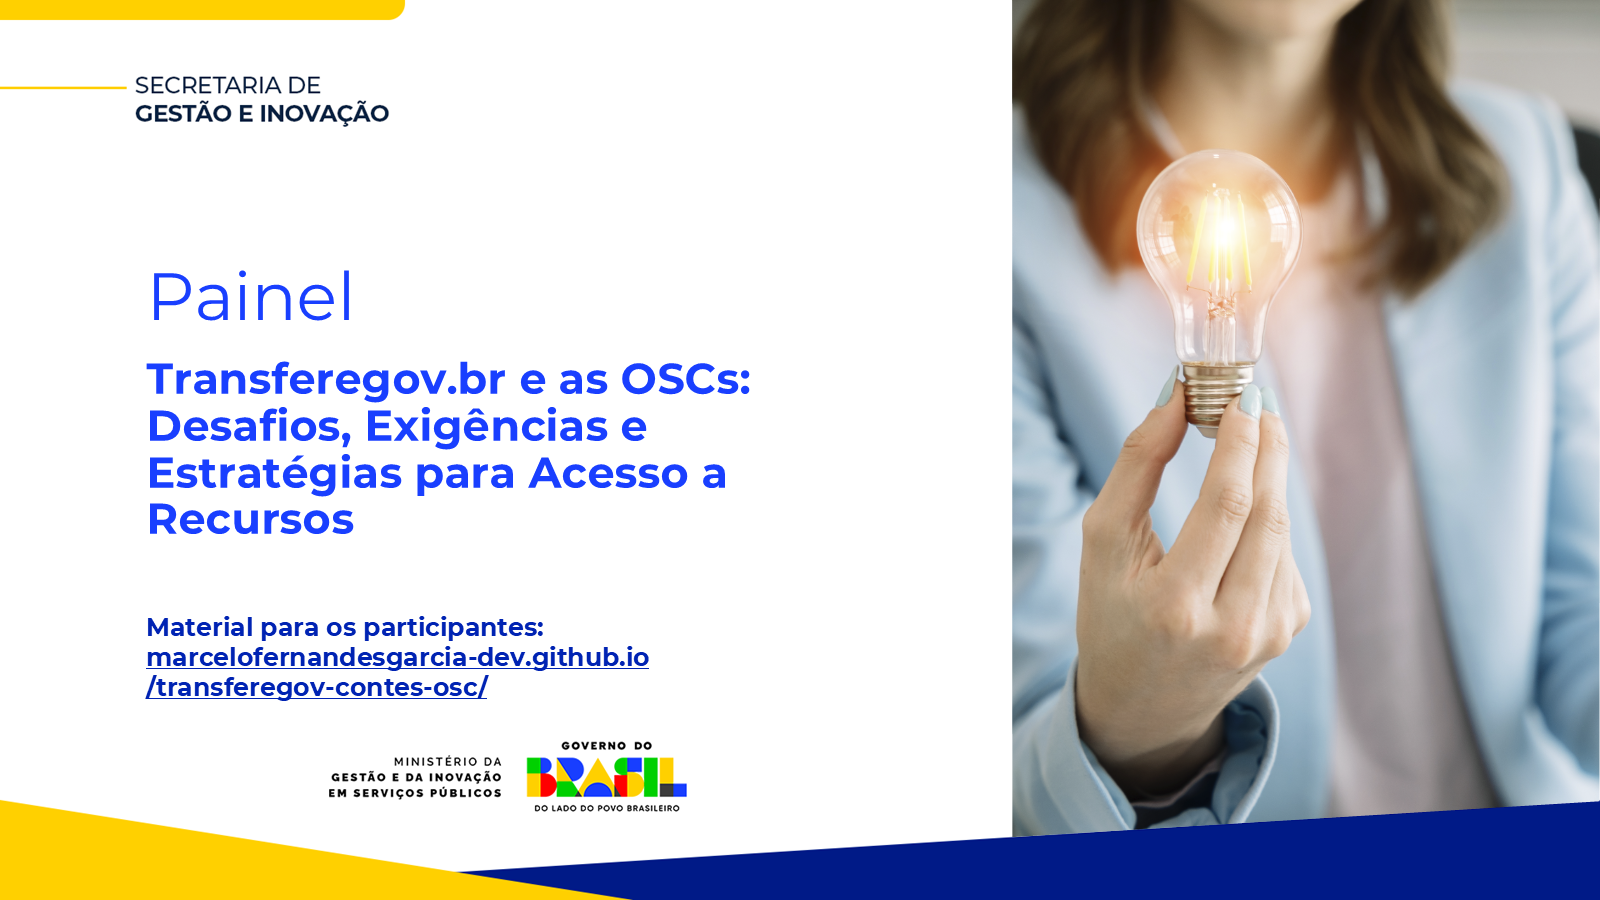 SECRETARIA DE
GESTÃO E INOVAÇÃO
Painel
Transferegov.br e as OSCs:
Desafios, Exigências e
Estratégias para Acesso a
Recursos
Material para os participantes:
marcelofernandesgarcia-dev.github.io
/transferegov-contes-osc/
MINISTÉRIO DA
GESTÃO E DA INOVAÇÃO
EM SERVIÇOS PÚBLICOS
GOVERNO DO
BRASIL
DO LADO DO POVO BRASILEIRO